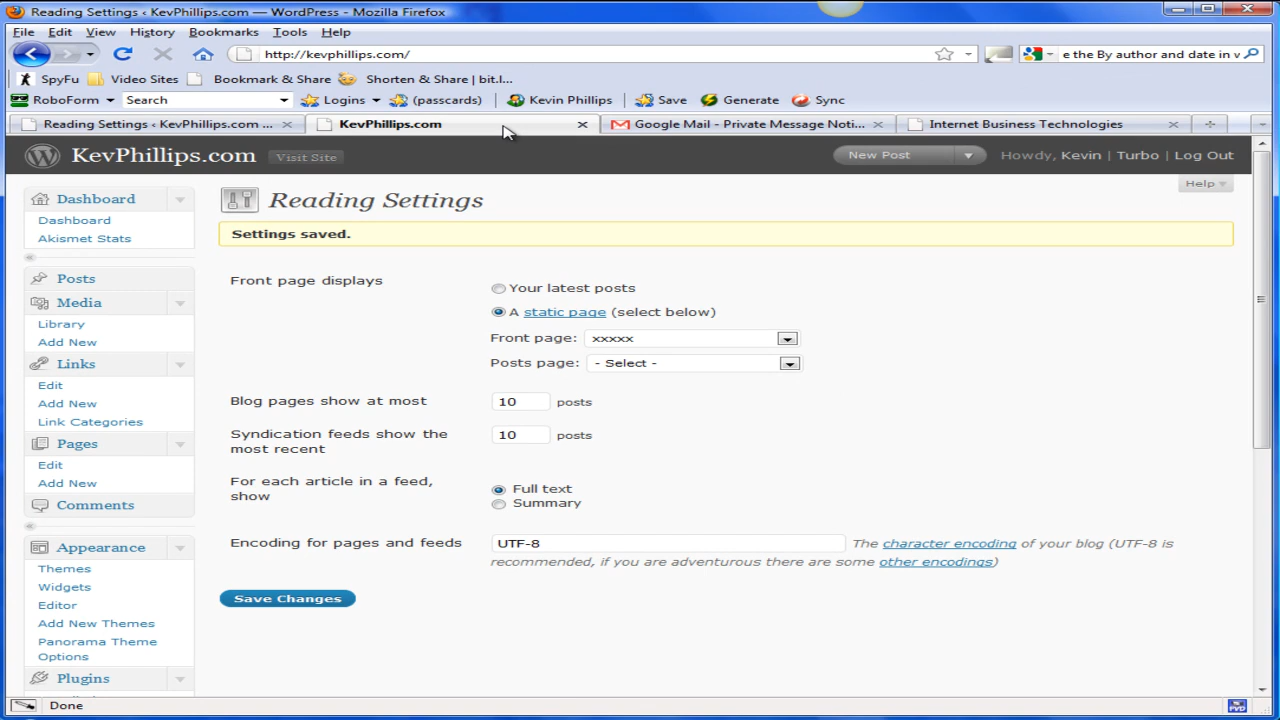 Reading Settings ‹ KevPhillips.com — WordPress - Mozilla Firefox
File Edit View History Bookmarks Tools Help
http://kevphillips.com/
e the By author and date in v
SpyFu Video Sites Bookmark & Share Shorten & Share | bit.l...
RoboForm Search Logins (passcards) Kevin Phillips Save Generate Sync
Reading Settings ‹ KevPhillips.com ... KevPhillips.com Google Mail - Private Message Noti... Internet Business Technologies
KevPhillips.com Visit Site New Post Howdy, Kevin | Turbo | Log Out
Help
Dashboard
Dashboard
Akismet Stats
Posts
Media
Library
Add New
Links
Edit
Add New
Link Categories
Pages
Edit
Add New
Comments
Appearance
Themes
Widgets
Editor
Add New Themes
Panorama Theme
Options
Plugins
Reading Settings
Settings saved.
Front page displays
Your latest posts
A static page (select below)
Front page: xxxxx
Posts page: - Select -
Blog pages show at most 10 posts
Syndication feeds show the 10 posts
most recent
For each article in a feed,
show
Full text
Summary
Encoding for pages and feeds UTF-8 The character encoding of your blog (UTF-8 is
recommended, if you are adventurous there are some other encodings)
Save Changes
Done